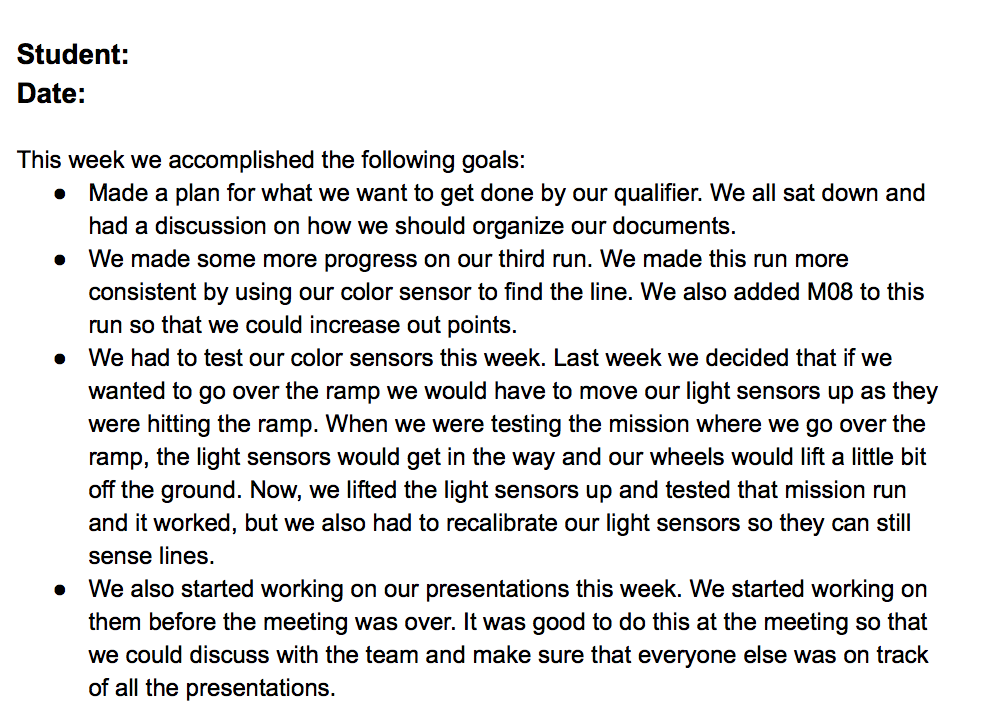 Student:
Date:
This week we accomplished the following goals:
● Made a plan for what we want to get done by our qualifier. We all sat down and
had a discussion on how we should organize our documents.
● We made some more progress on our third run. We made this run more
consistent by using our color sensor to find the line. We also added M08 to this
run so that we could increase out points.
● We had to test our color sensors this week. Last week we decided that if we
wanted to go over the ramp we would have to move our light sensors up as they
were hitting the ramp. When we were testing the mission where we go over the
ramp, the light sensors would get in the way and our wheels would lift a little bit
off the ground. Now, we lifted the light sensors up and tested that mission run
and it worked, but we also had to recalibrate our light sensors so they can still
sense lines.
● We also started working on our presentations this week. We started working on
them before the meeting was over. It was good to do this at the meeting so that
we could discuss with the team and make sure that everyone else was on track
of all the presentations.